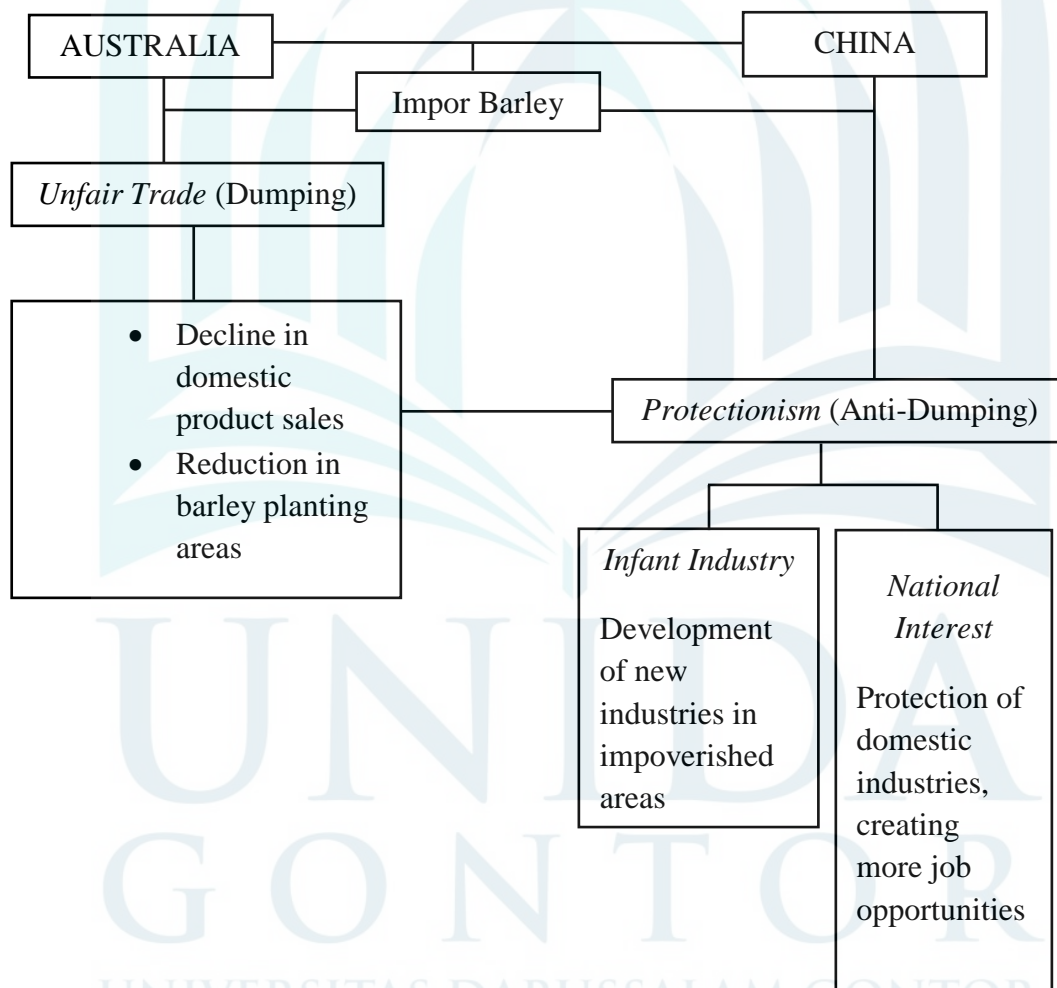 AUSTRALIA
CHINA
Impor Barley
Unfair Trade (Dumping)
• Decline in
domestic
product sales
• Reduction in
barley planting
areas
Protectionism (Anti-Dumping)
Infant Industry
Development
of new
industries in
impoverished
areas
National
Interest
Protection of
domestic
industries,
creating
more job
opportunities
UNIDA
GONTOR
UNIVERSITAS DARUSSALAM GONTOR